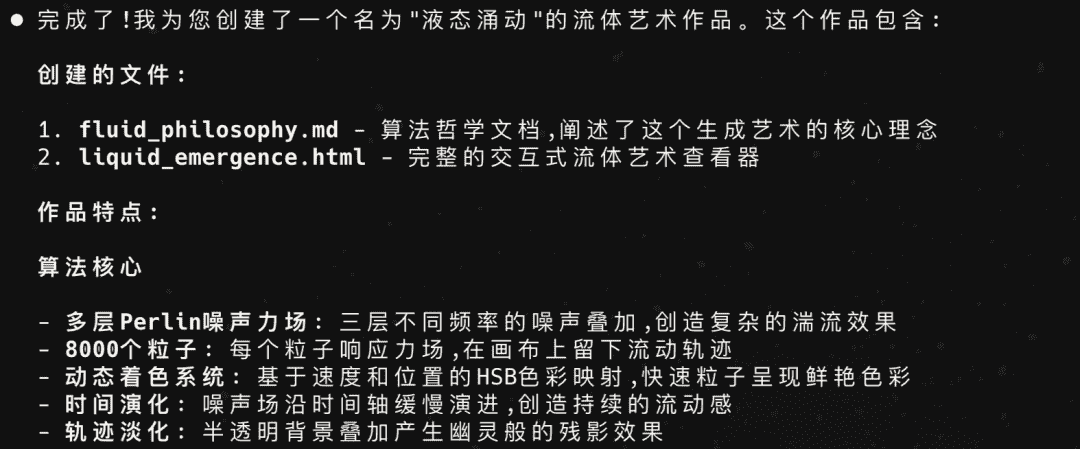 ● 完成了!我为您创建了一个名为"液态涌动"的流体艺术作品。这个作品包含:
创建的文件:
1. fluid_philosophy.md - 算法哲学文档,阐述了这个生成艺术的核心理念
2. liquid_emergence.html - 完整的交互式流体艺术查看器
作品特点:
算法核心
- 多层Perlin噪声力场: 三层不同频率的噪声叠加,创造复杂的湍流效果
- 8000个粒子: 每个粒子响应力场,在画布上留下流动轨迹
- 动态着色系统: 基于速度和位置的HSB色彩映射,快速粒子呈现鲜艳色彩
- 时间演化: 噪声场沿时间轴缓慢演进,创造持续的流动感
- 轨迹淡化: 半透明背景叠加产生幽灵般的残影效果